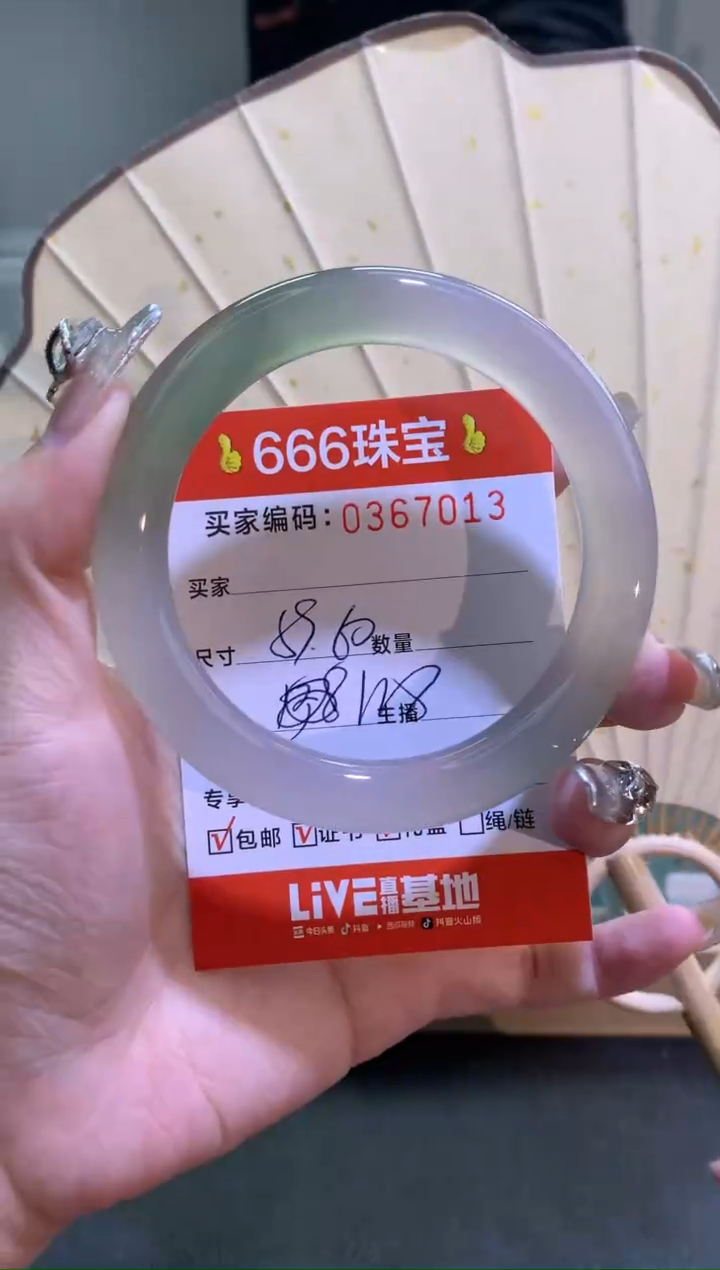 666珠宝
买家编码：0367013
买家
尺寸 数量
主播
专享
包邮 证书 礼盒 绳/链
LiVE直播基地
今日头条 抖音 西瓜视频 抖音火山版